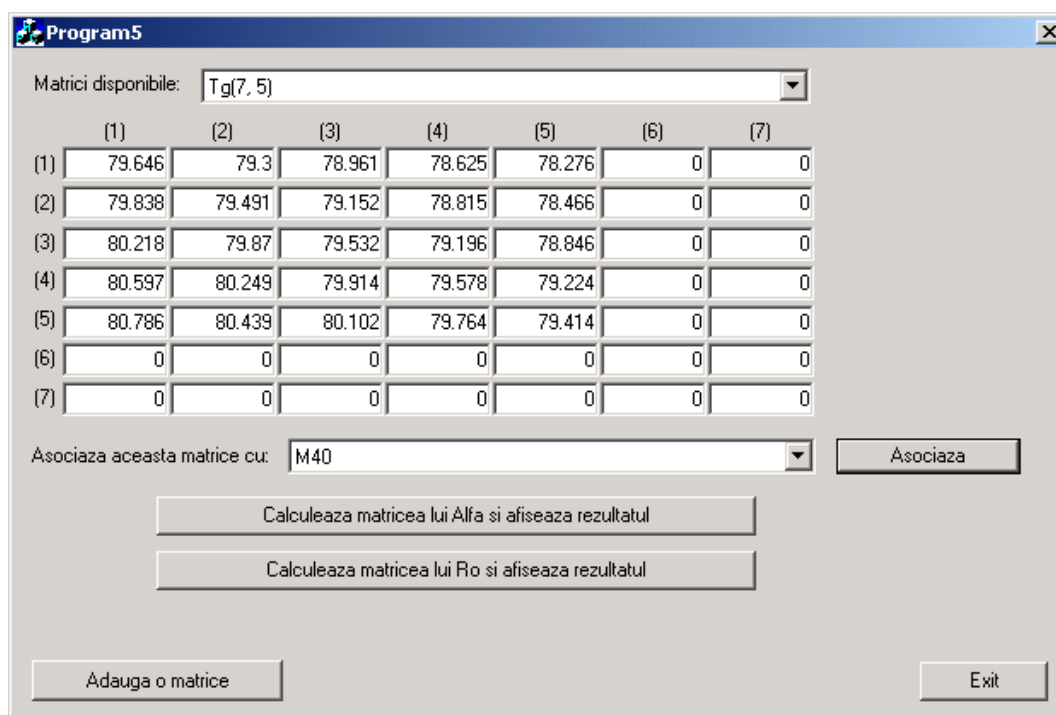 Program5
Matrici disponibile: Tg(7, 5)
(1) (2) (3) (4) (5) (6) (7)
(1) 79.646 79.3 78.961 78.625 78.276 0 0
(2) 79.838 79.491 79.152 78.815 78.466 0 0
(3) 80.218 79.87 79.532 79.196 78.846 0 0
(4) 80.597 80.249 79.914 79.578 79.224 0 0
(5) 80.786 80.439 80.102 79.764 79.414 0 0
(6) 0 0 0 0 0 0 0
(7) 0 0 0 0 0 0 0
Asociaza aceasta matrice cu: M40 Asociaza
Calculeaza matricea lui Alfa si afiseaza rezultatul
Calculeaza matricea lui Ro si afiseaza rezultatul
Adauga o matrice Exit